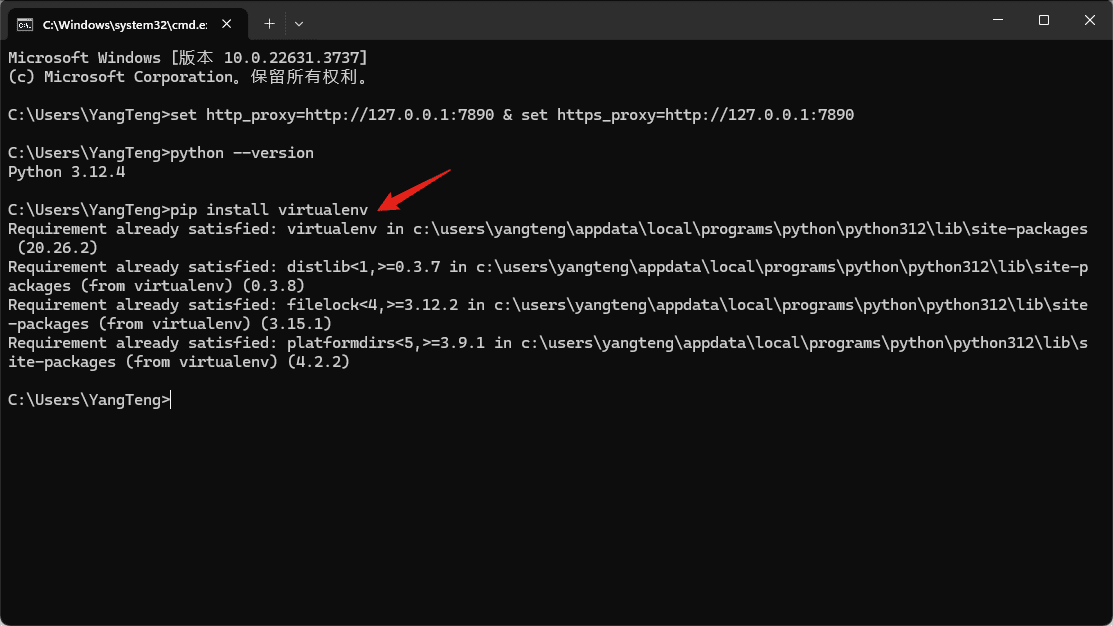 C:\Windows\system32\cmd.e:
Microsoft Windows [版本 10.0.22631.3737]
(c) Microsoft Corporation。保留所有权利。
C:\Users\YangTeng>set http_proxy=http://127.0.0.1:7890 & set https_proxy=http://127.0.0.1:7890
C:\Users\YangTeng>python --version
Python 3.12.4
C:\Users\YangTeng>pip install virtualenv
Requirement already satisfied: virtualenv in c:\users\yangteng\appdata\local\programs\python\python312\lib\site-packages
 (20.26.2)
Requirement already satisfied: distlib<1,>=0.3.7 in c:\users\yangteng\appdata\local\programs\python\python312\lib\site-p
ackages (from virtualenv) (0.3.8)
Requirement already satisfied: filelock<4,>=3.12.2 in c:\users\yangteng\appdata\local\programs\python\python312\lib\site
-packages (from virtualenv) (3.15.1)
Requirement already satisfied: platformdirs<5,>=3.9.1 in c:\users\yangteng\appdata\local\programs\python\python312\lib\s
ite-packages (from virtualenv) (4.2.2)
C:\Users\YangTeng>